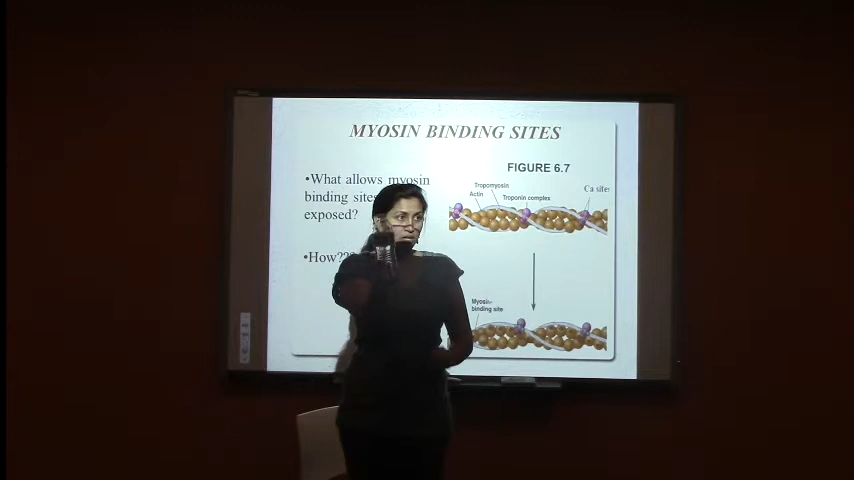 MYOSIN BINDING SITES
•What allows myosin
binding sites
exposed?
•How???
FIGURE 6.7
Tropomyosin
Actin
Troponin complex
Ca sites
Myosin-
binding site